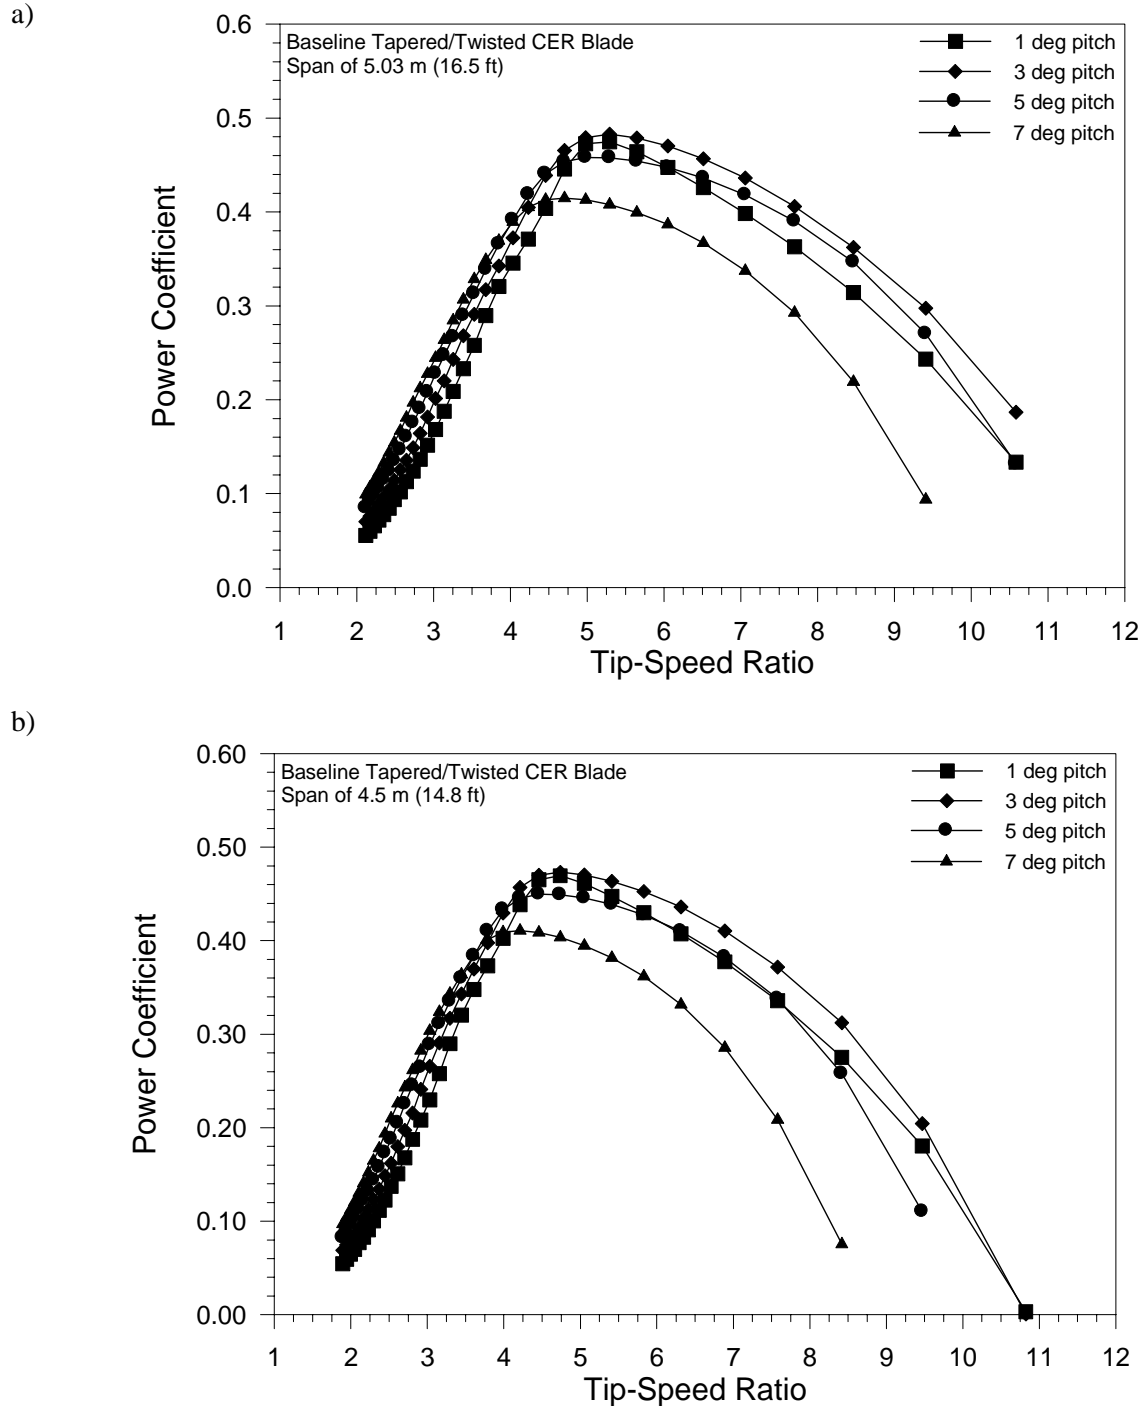 a)
0.6
0.5
0.4
0.3
0.2
0.1
0.0
Power Coefficient
Baseline Tapered/Twisted CER Blade
Span of 5.03 m (16.5 ft)
1 deg pitch
3 deg pitch
5 deg pitch
7 deg pitch
1 2 3 4 5 6 7 8 9 10 11 12
Tip-Speed Ratio
b)
0.60
0.50
0.40
0.30
0.20
0.10
0.00
Power Coefficient
Baseline Tapered/Twisted CER Blade
Span of 4.5 m (14.8 ft)
1 deg pitch
3 deg pitch
5 deg pitch
7 deg pitch
1 2 3 4 5 6 7 8 9 10 11 12
Tip-Speed Ratio